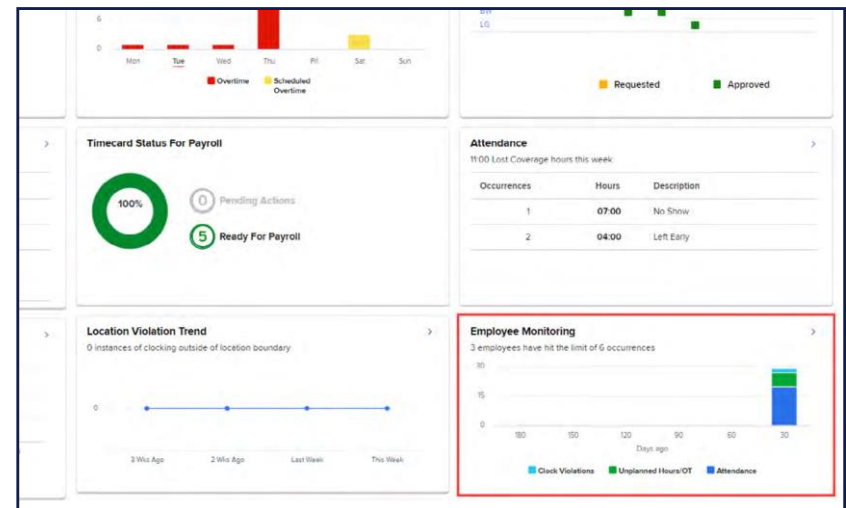 6
0
Mon Tue Wed Thu Fri Sat Sun
Overtime Scheduled
Overtime
LG
Requested Approved
Timecard Status For Payroll
100%
0 Pending Actions
5 Ready For Payroll
Attendance
11:00 Lost Coverage hours this week
Occurrences Hours Description
1 07:00 No Show
2 04:00 Left Early
Location Violation Trend
0 instances of clocking outside of location boundary
0
3 Wks Ago 2 Wks Ago Last Week This Week
Employee Monitoring
3 employees have hit the limit of 6 occurrences
30
15
0
180 150 120 90 60 30
Days ago
Clock Violations Unplanned Hours/OT Attendance